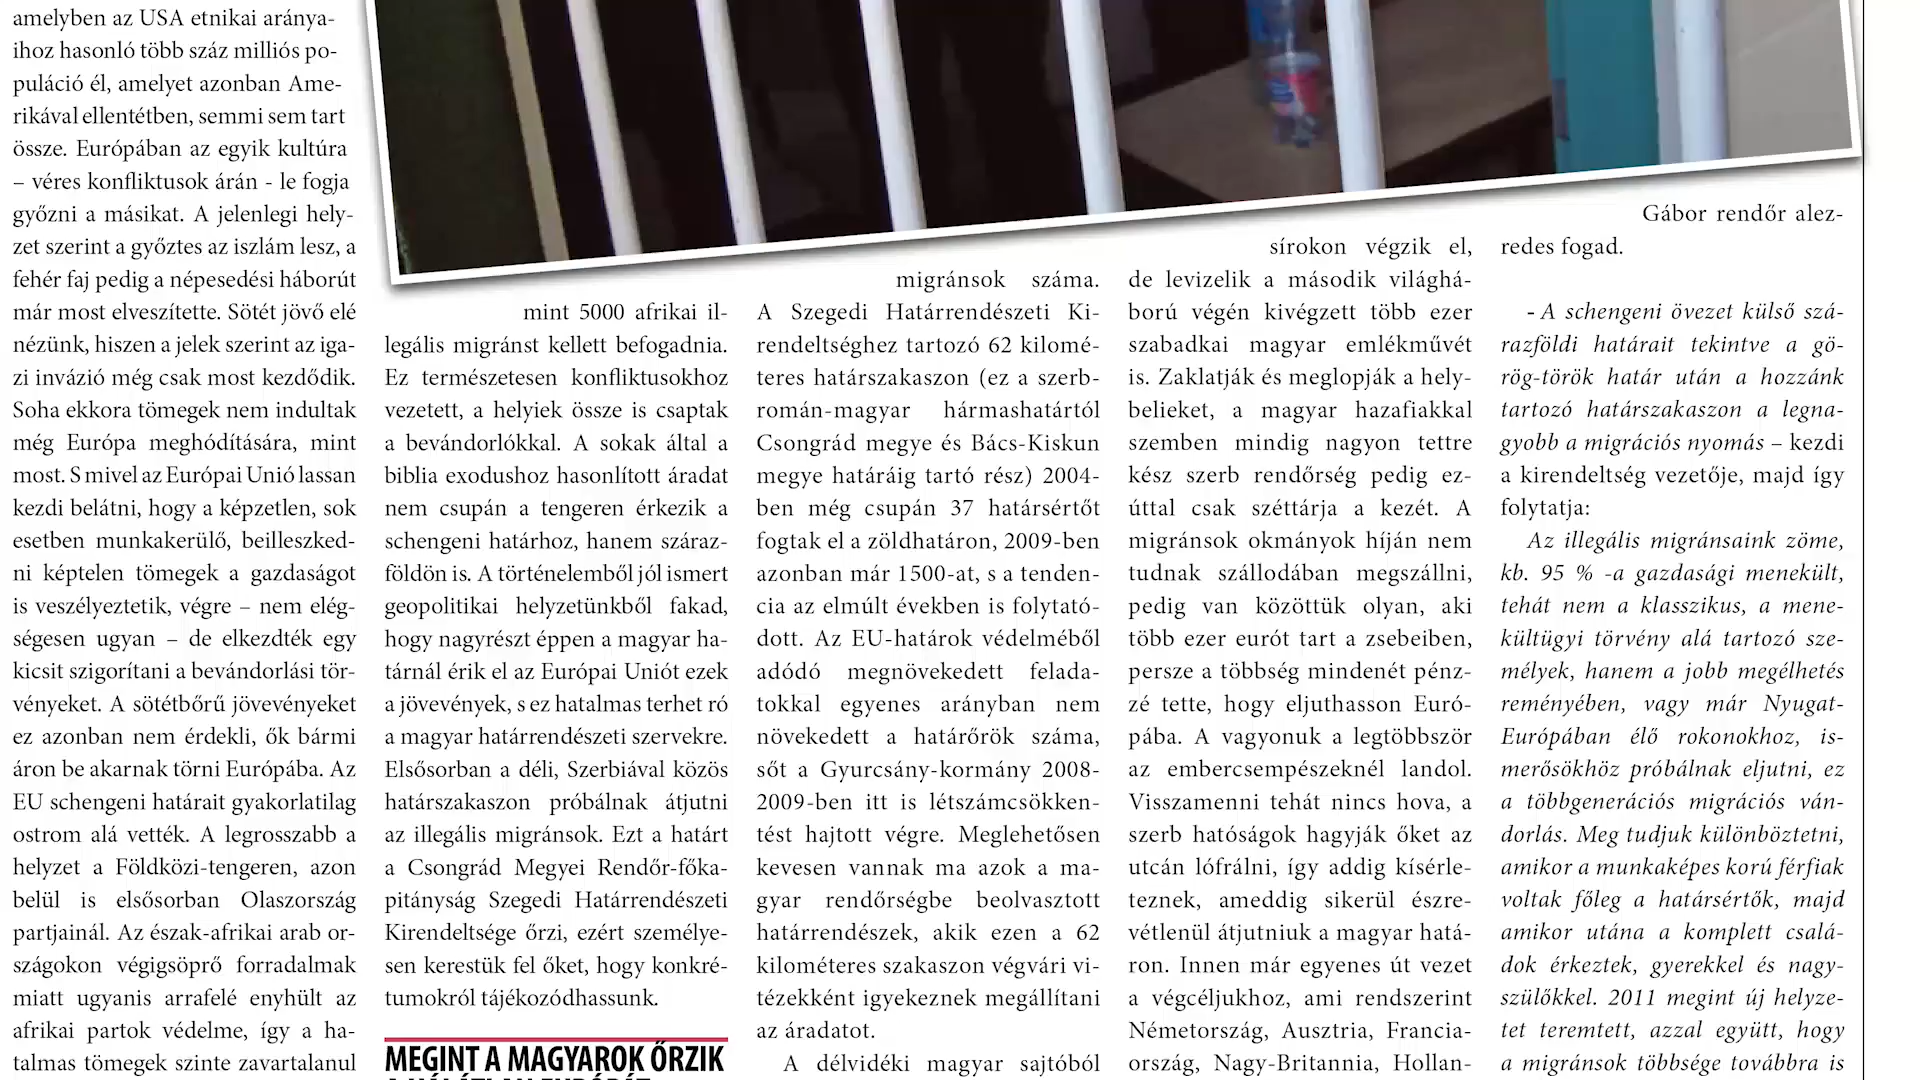 amelyben az USA etnikai aránya-
ihoz hasonló több száz milliós po-
puláció él, amelyet azonban Ame-
rikával ellentétben, semmi sem tart
össze. Európában az egyik kultúra
– véres konfliktusok árán - le fogja
győzni a másikat. A jelenlegi hely-
zet szerint a győztes az iszlám lesz, a
fehér faj pedig a népesedési háborút
már most elveszítette. Sötét jövő elé
nézünk, hiszen a jelek szerint az iga-
zi invázió még csak most kezdődik.
Soha ekkora tömegek nem indultak
még Európa meghódítására, mint
most. S mivel az Európai Unió lassan
kezdi belátni, hogy a képzetlen, sok
esetben munkakerülő, beilleszked-
ni képtelen tömegek a gazdaságot
is veszélyeztetik, végre – nem elég-
ségesen ugyan – de elkezdték egy
kicsit szigorítani a bevándorlási tör-
vényeket. A sötétbőrű jövevényeket
ez azonban nem érdekli, ők bármi
áron be akarnak törni Európába. Az
EU schengeni határait gyakorlatilag
ostrom alá vették. A legrosszabb a
helyzet a Földközi-tengeren, azon
belül is elsősorban Olaszország
partjainál. Az észak-afrikai arab or-
szágokon végigsöprő forradalmak
miatt ugyanis arrafelé enyhült az
afrikai partok védelme, így a ha-
talmas tömegek szinte zavartalanul
mint 5000 afrikai il-
legális migránst kellett befogadnia.
Ez természetesen konfliktusokhoz
vezetett, a helyiek össze is csaptak
a bevándorlókkal. A sokak által a
biblia exodushoz hasonlított áradat
nem csupán a tengeren érkezik a
schengeni határhoz, hanem száraz-
földön is. A történelemből jól ismert
geopolitikai helyzetünkből fakad,
hogy nagyrészt éppen a magyar ha-
tárnál érik el az Európai Uniót ezek
a jövevények, s ez hatalmas terhet ró
a magyar határrendészeti szervekre.
Elsősorban a déli, Szerbiával közös
határszakaszon próbálnak átjutni
az illegális migránsok. Ezt a határt
a Csongrád Megyei Rendőr-főka-
pitányság Szegedi Határrendészeti
Kirendeltsége őrzi, ezért személye-
sen kerestük fel őket, hogy konkré-
tumokról tájékozódhassunk.
MEGINT A MAGYAROK ŐRZIK
A HÁLÁTLAN EURÓPÁT
migránsok száma.
A Szegedi Határrendészeti Ki-
rendeltséghez tartozó 62 kilomé-
teres határszakaszon (ez a szerb-
román-magyar hármashatártól
Csongrád megye és Bács-Kiskun
megye határáig tartó rész) 2004-
ben még csupán 37 határsértőt
fogtak el a zöldhatáron, 2009-ben
azonban már 1500-at, s a tenden-
cia az elmúlt években is folytató-
dott. Az EU-határok védelméből
adódó megnövekedett felada-
tokkal egyenes arányban nem
növekedett a határőrök száma,
sőt a Gyurcsány-kormány 2008-
2009-ben itt is létszámcsökken-
tést hajtott végre. Meglehetősen
kevesen vannak ma azok a ma-
gyar rendőrségbe beolvasztott
határrendészek, akik ezen a 62
kilométeres szakaszon végvári vi-
tézekként igyekeznek megállítani
az áradatot.
A délvidéki magyar sajtóból
sírokon végzik el,
de levizelik a második világhá-
ború végén kivégzett több ezer
szabadkai magyar emlékművét
is. Zaklatják és meglopják a hely-
belieket, a magyar hazafiakkal
szemben mindig nagyon tettre
kész szerb rendőrség pedig ez-
úttal csak széttárja a kezét. A
migránsok okmányok híján nem
tudnak szállodában megszállni,
pedig van közöttük olyan, aki
több ezer eurót tart a zsebeiben,
persze a többség mindenét pénz-
zé tette, hogy eljuthasson Euró-
pába. A vagyonuk a legtöbbször
az embercsempészeknél landol.
Visszamenni tehát nincs hova, a
szerb hatóságok hagyják őket az
utcán lófrálni, így addig kísérle-
teznek, ameddig sikerül észre-
vétlenül átjutniuk a magyar hatá-
ron. Innen már egyenes út vezet
a végcéljukhoz, ami rendszerint
Németország, Ausztria, Francia-
ország, Nagy-Britannia, Hollan-
Gábor rendőr alez-
redes fogad.
- A schengeni övezet külső szá-
razföldi határait tekintve a gö-
rög-török határ után a hozzánk
tartozó határszakaszon a legna-
gyobb a migrációs nyomás – kezdi
a kirendeltség vezetője, majd így
folytatja:
Az illegális migránsaink zöme,
kb. 95 % -a gazdasági menekült,
tehát nem a klasszikus, a mene-
kültügyi törvény alá tartozó sze-
mélyek, hanem a jobb megélhetés
reményében, vagy már Nyugat-
Európában élő rokonokhoz, is-
merősökhöz próbálnak eljutni, ez
a többgenerációs migrációs ván-
dorlás. Meg tudjuk különböztetni,
amikor a munkaképes korú férfiak
voltak főleg a határsértők, majd
amikor utána a komplett csalá-
dok érkeztek, gyerekkel és nagy-
szülőkkel. 2011 megint új helyze-
tet teremtett, azzal együtt, hogy
a migránsok többsége továbbra is